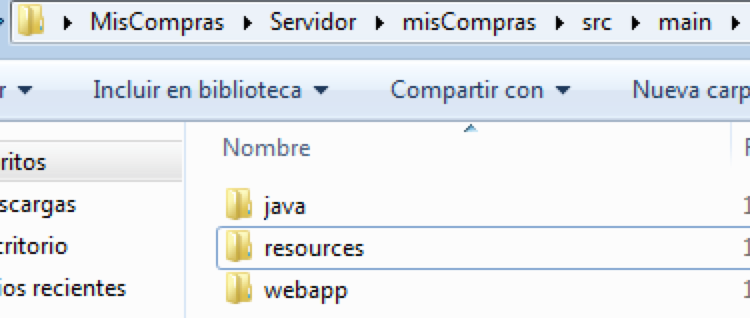 MisCompras Servidor misCompras src main
Incluir en biblioteca Compartir con Nueva carp
Nombre
ritos
scargas
critorio
ios recientes
java
resources
webapp